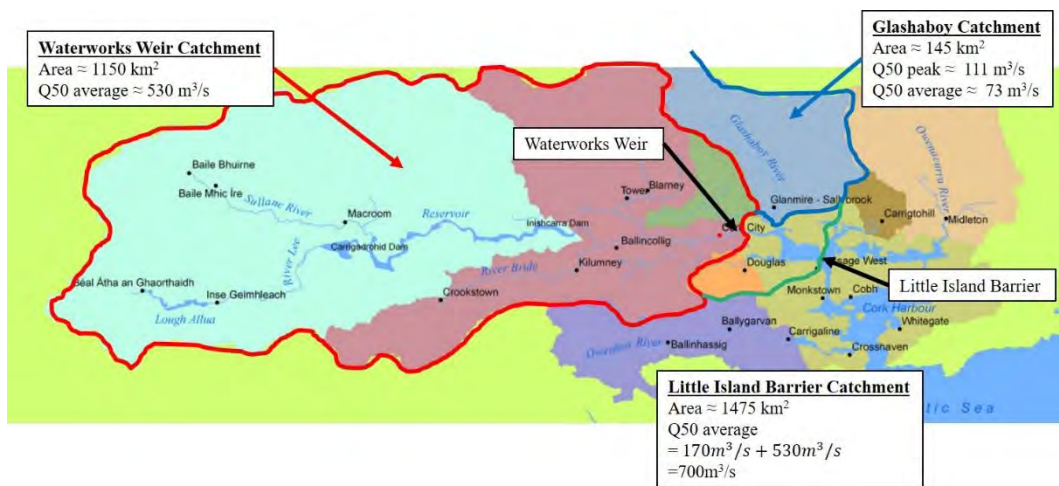 Waterworks Weir Catchment
Area ≈ 1150 km²
Q50 average ≈ 530 m³/s
Glashaboy Catchment
Area ≈ 145 km²
Q50 peak ≈ 111 m³/s
Q50 average ≈ 73 m³/s
Waterworks Weir
Glashaboy River
Owenacurra River
Baile Bhuirne
Baile Mhic Íre
Sullane River
Macroom
Reservoir
Carrigadrohid Dam
River Lee
Inishcarra Dam
Tower
Blarney
Ballincollig
Kilumney
River Bride
Crookstown
Béal Átha an Ghaorthaidh
Inse Geimhleach
Lough Allua
City
Glanmire - Sallybrook
Carrigtohill
Midleton
Douglas
West
Little Island Barrier
Monkstown
Cobh
Cork Harbour
Whitegate
Ballygarvan
Carrigaline
Crosshaven
Ballinhassig
River
Little Island Barrier Catchment
Area ≈ 1475 km²
Q50 average
= 170m³/s + 530m³/s
=700m³/s
tic Sea